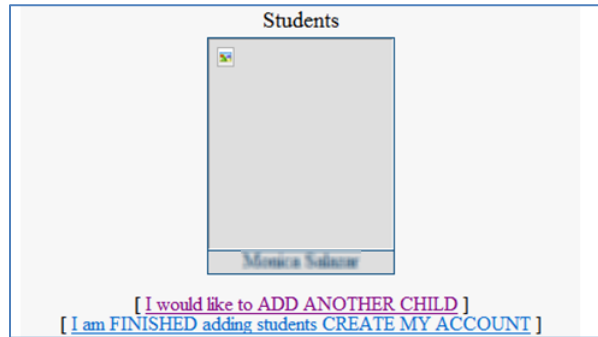 Students
[ I would like to ADD ANOTHER CHILD ]
[ I am FINISHED adding students CREATE MY ACCOUNT ]